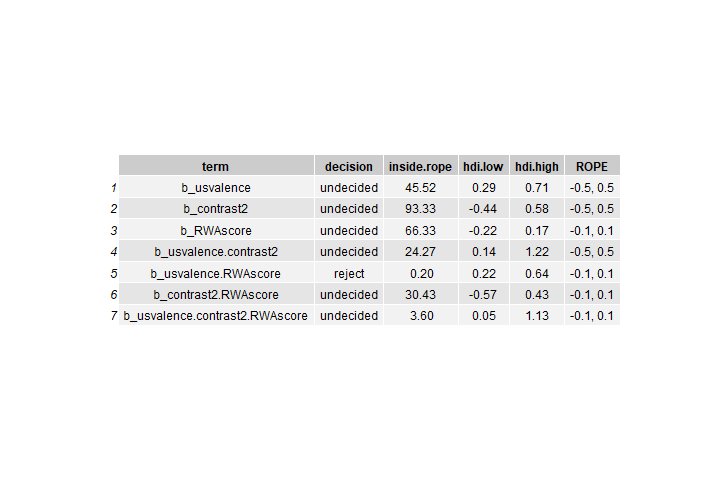 term decision inside.rope hdi.low hdi.high ROPE
1 b_usvalence undecided 45.52 0.29 0.71 -0.5, 0.5
2 b_contrast2 undecided 93.33 -0.44 0.58 -0.5, 0.5
3 b_RWAscore undecided 66.33 -0.22 0.17 -0.1, 0.1
4 b_usvalence.contrast2 undecided 24.27 0.14 1.22 -0.5, 0.5
5 b_usvalence.RWAscore reject 0.20 0.22 0.64 -0.1, 0.1
6 b_contrast2.RWAscore undecided 30.43 -0.57 0.43 -0.1, 0.1
7 b_usvalence.contrast2.RWAscore undecided 3.60 0.05 1.13 -0.1, 0.1